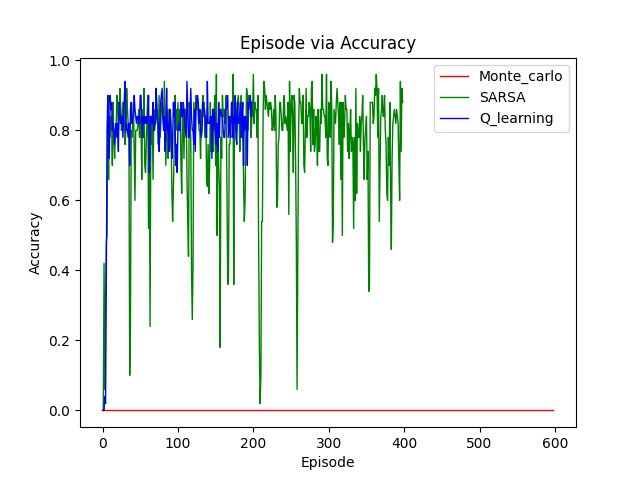 Episode via Accuracy
Monte_carlo
SARSA
Q_learning
Accuracy
1.0
0.8
0.6
0.4
0.2
0.0
0 100 200 300 400 500 600
Episode